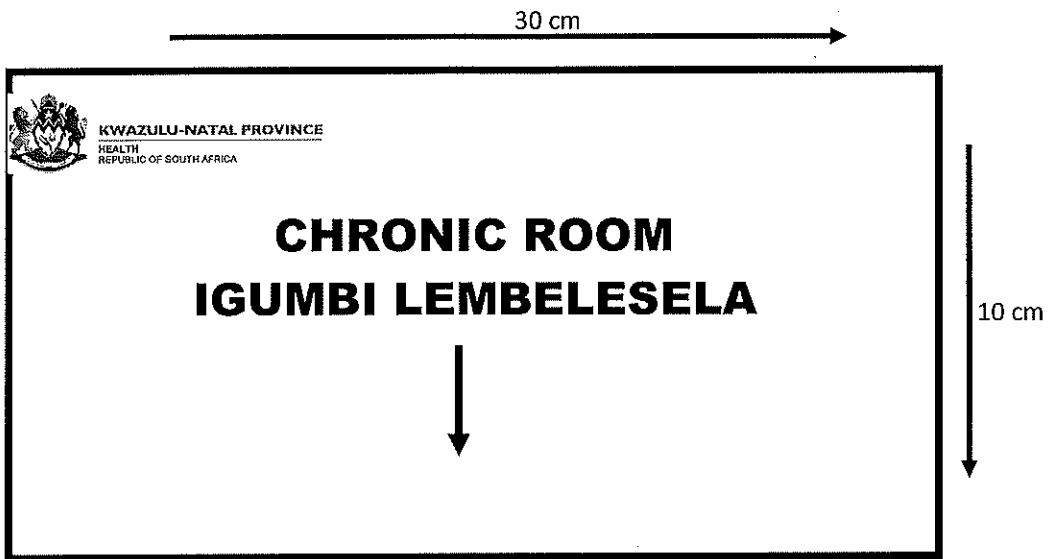 30 cm
KWAZULU-NATAL PROVINCE
HEALTH
REPUBLIC OF SOUTH AFRICA
CHRONIC ROOM
IGUMBI LEMBELESELA
10 cm